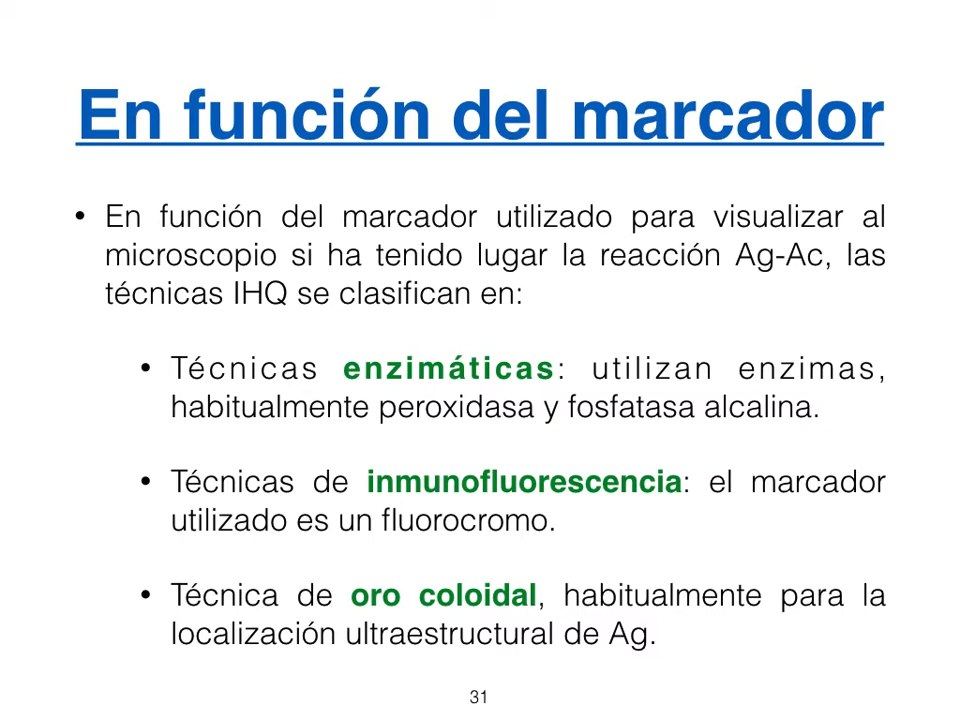 En función del marcador
• En función del marcador utilizado para visualizar al
microscopio si ha tenido lugar la reacción Ag-Ac, las
técnicas IHQ se clasifican en:
• Técnicas enzimáticas: utilizan enzimas,
habitualmente peroxidasa y fosfatasa alcalina.
• Técnicas de inmunofluorescencia: el marcador
utilizado es un fluorocromo.
• Técnica de oro coloidal, habitualmente para la
localización ultraestructural de Ag.
31